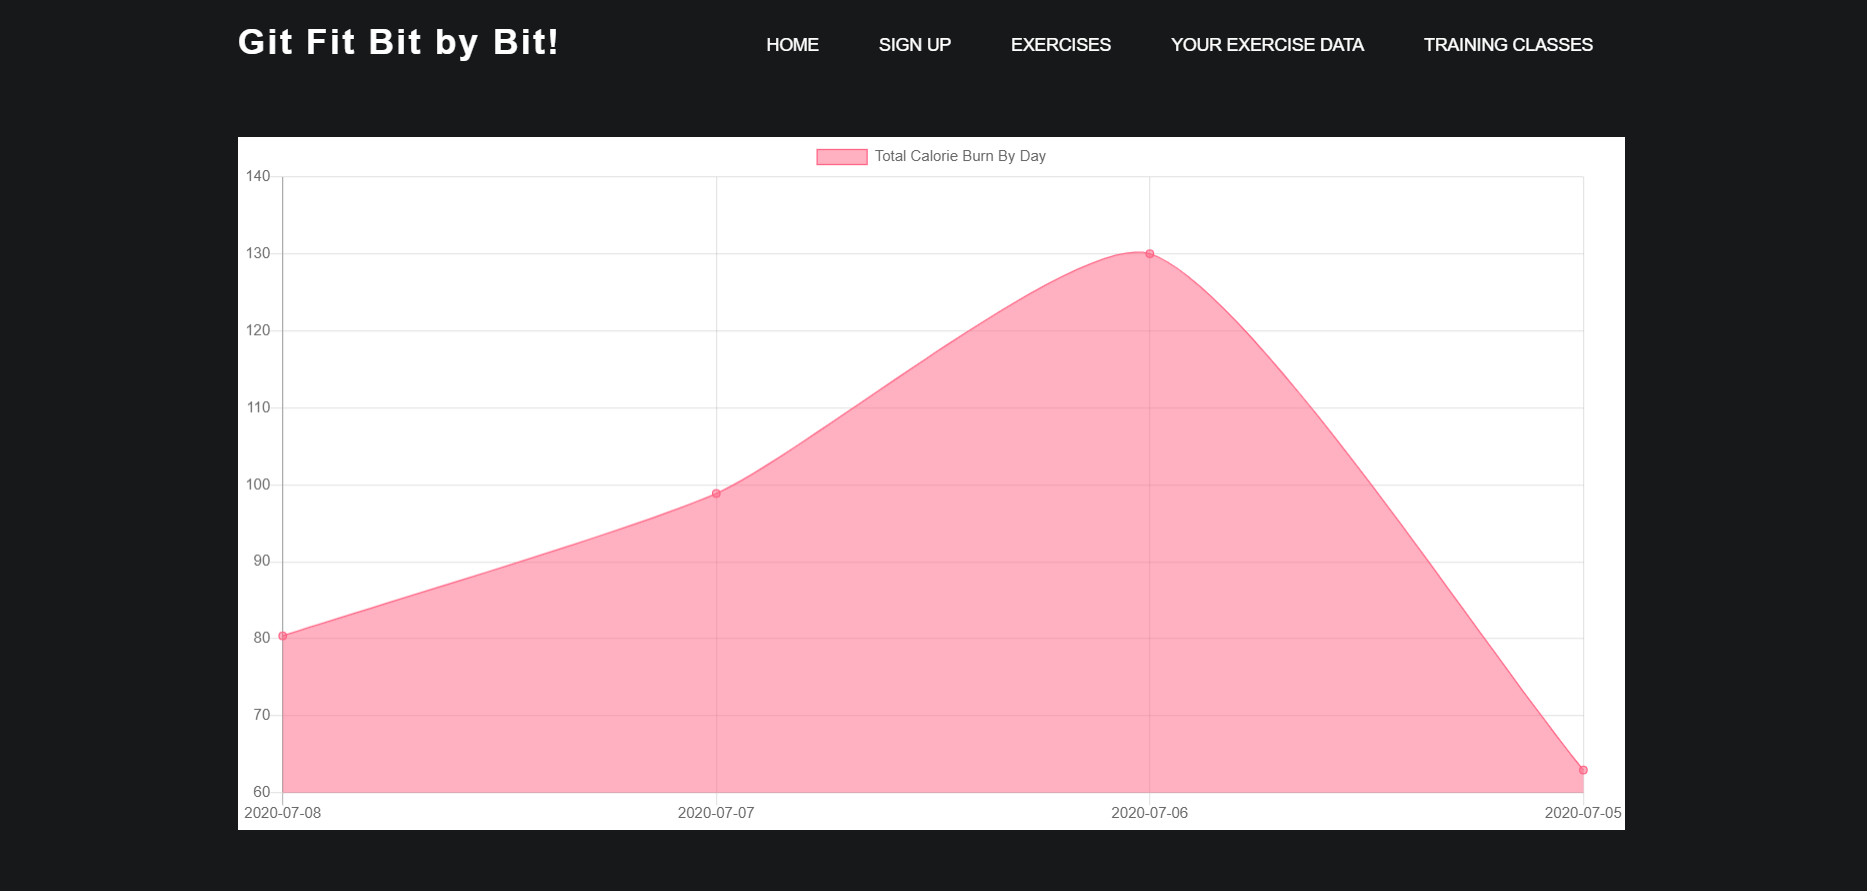 Git Fit Bit by Bit!
HOME SIGN UP EXERCISES YOUR EXERCISE DATA TRAINING CLASSES
Total Calorie Burn By Day
140
130
120
110
100
90
80
70
60
2020-07-08 2020-07-07 2020-07-06 2020-07-05